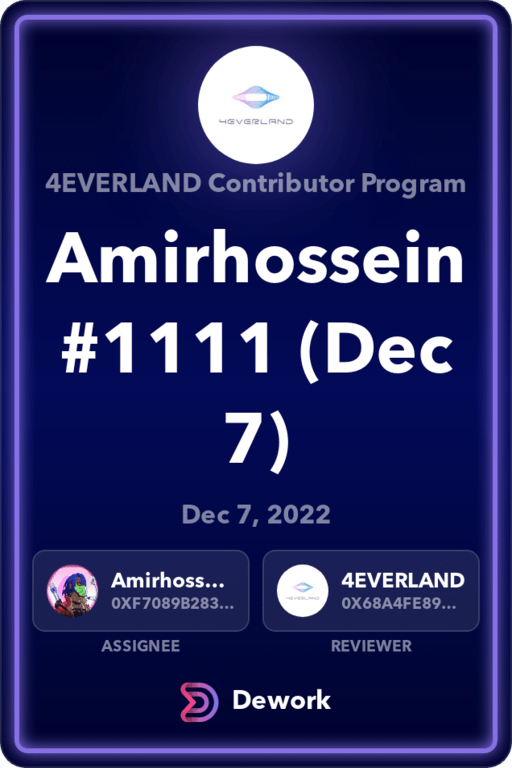 4EVERLAND
4EVERLAND Contributor Program
Amirhossein
#1111 (Dec
7)
Dec 7, 2022
Amirhoss...
0XF7089B283...
ASSIGNEE
4EVERLAND
4EVERLAND
0X68A4FE89...
REVIEWER
Dework